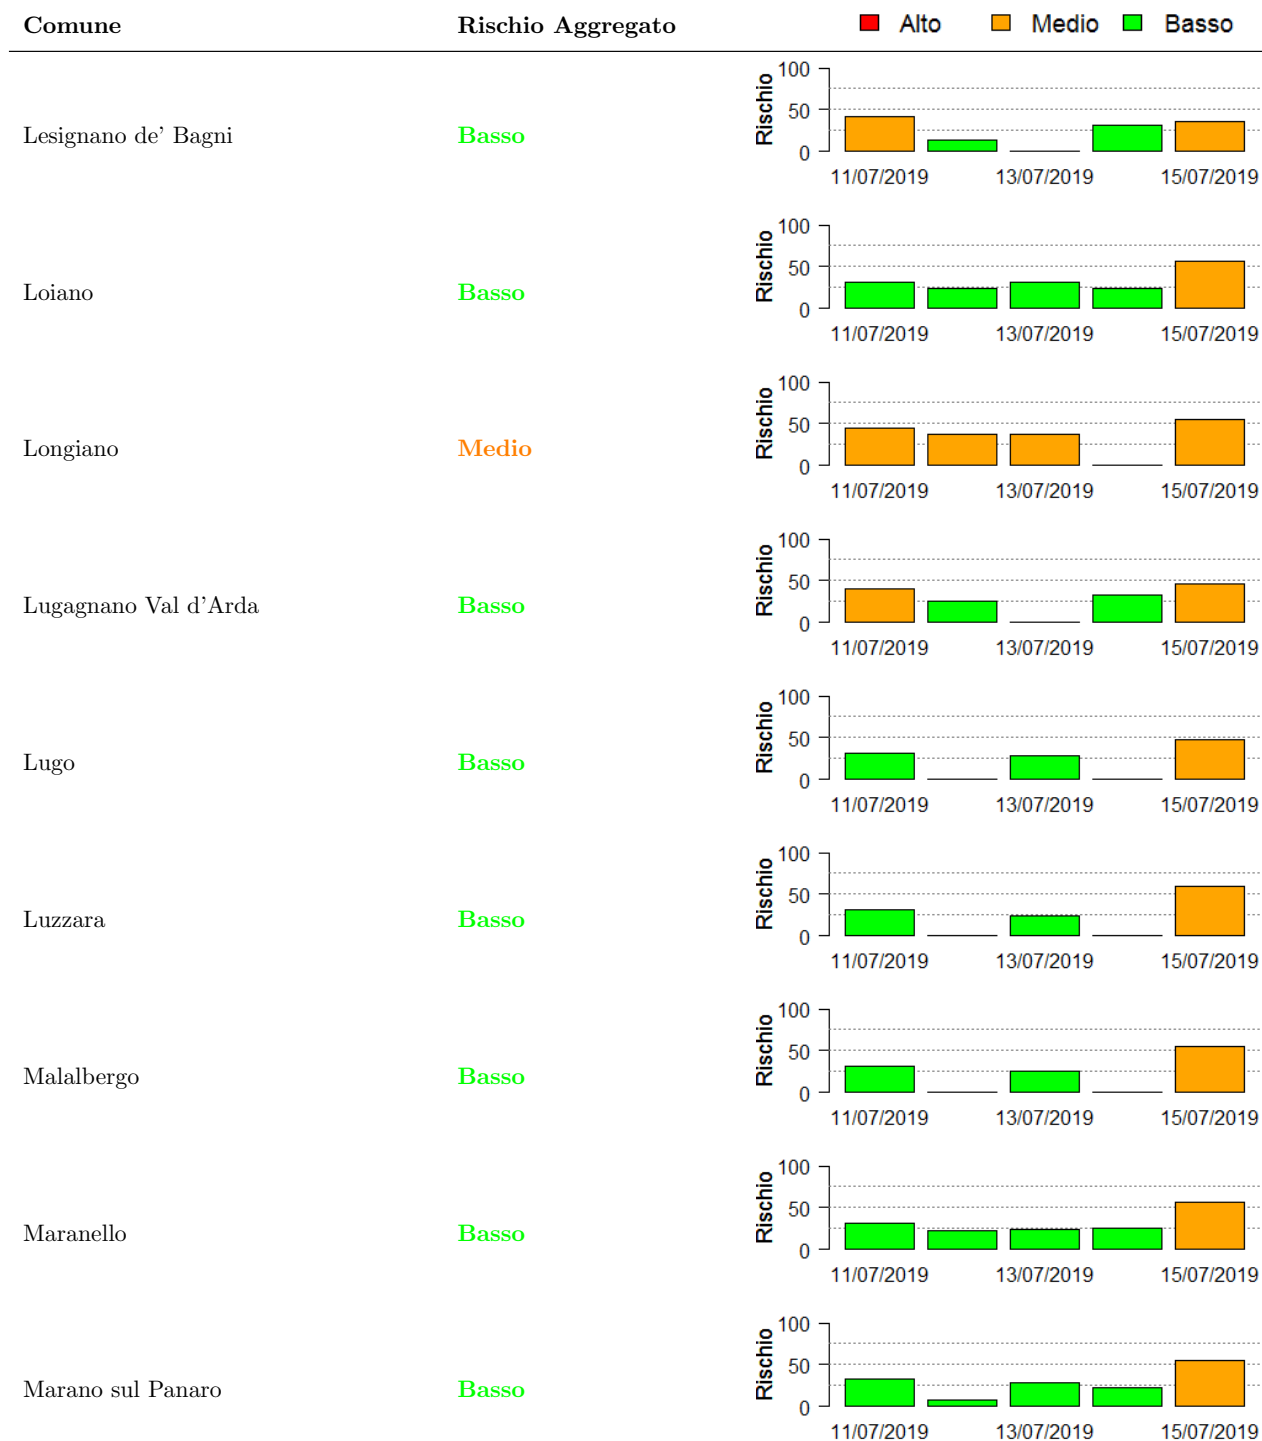 Comune Rischio Aggregato Alto Medio Basso
Lesignano de' Bagni Basso Rischio 100 50 0
11/07/2019 13/07/2019 15/07/2019
Loiano Basso Rischio 100 50 0
11/07/2019 13/07/2019 15/07/2019
Longiano Medio Rischio 100 50 0
11/07/2019 13/07/2019 15/07/2019
Lugagnano Val d'Arda Basso Rischio 100 50 0
11/07/2019 13/07/2019 15/07/2019
Lugo Basso Rischio 100 50 0
11/07/2019 13/07/2019 15/07/2019
Luzzara Basso Rischio 100 50 0
11/07/2019 13/07/2019 15/07/2019
Malalbergo Basso Rischio 100 50 0
11/07/2019 13/07/2019 15/07/2019
Maranello Basso Rischio 100 50 0
11/07/2019 13/07/2019 15/07/2019
Marano sul Panaro Basso Rischio 100 50 0
11/07/2019 13/07/2019 15/07/2019